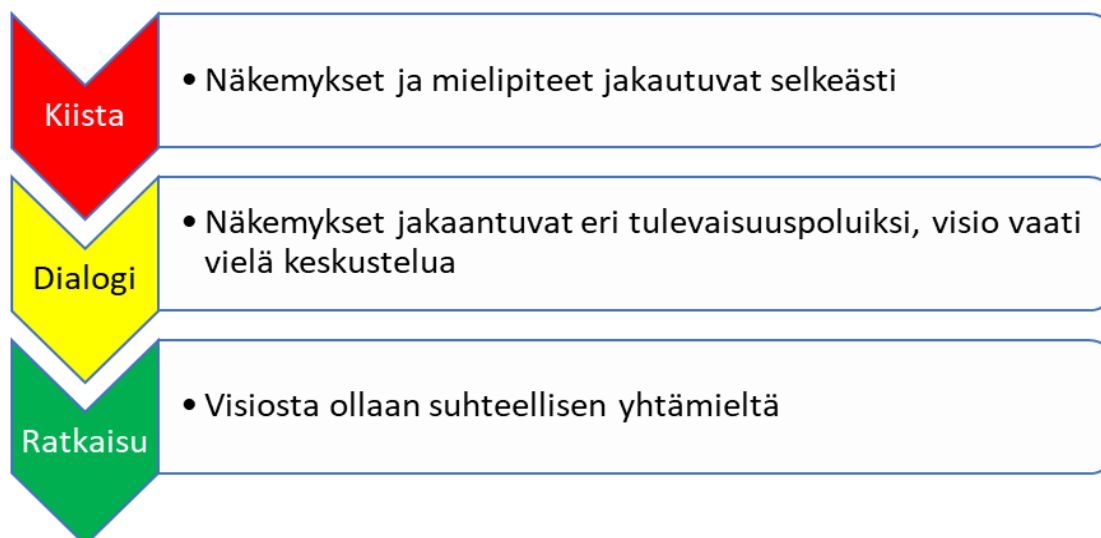 Kiista
• Näkemykset ja mielipiteet jakautuvat selkeästi
Dialogi
• Näkemykset jakaantuvat eri tulevaisuuspoluiksi, visio vaati
vielä keskustelua
Ratkaisu
• Visiosta ollaan suhteellisen yhtämieltä